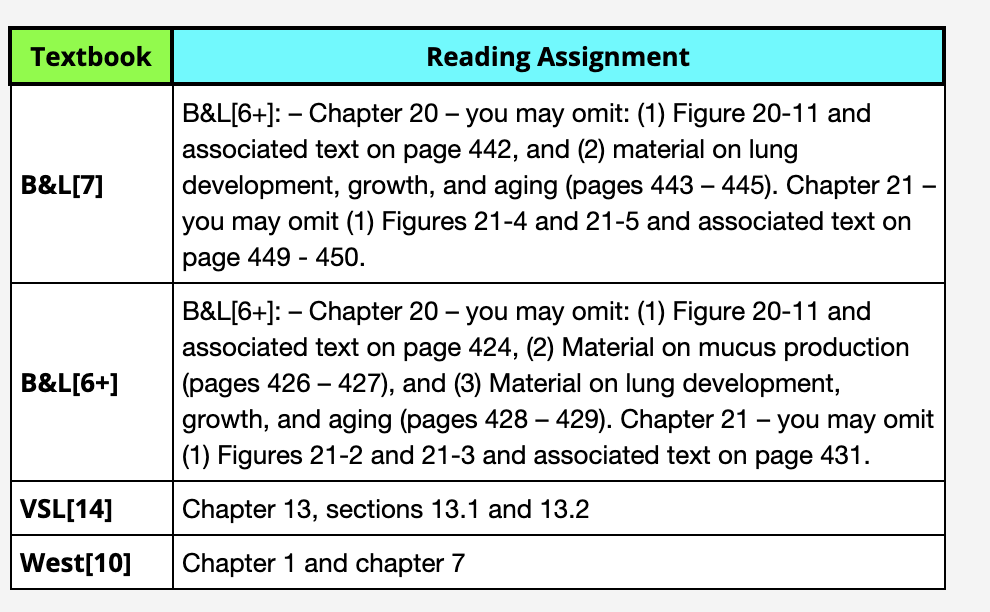 Textbook
Reading Assignment
B&L[7]
B&L[6+]: – Chapter 20 – you may omit: (1) Figure 20-11 and
associated text on page 442, and (2) material on lung
development, growth, and aging (pages 443 – 445). Chapter 21 –
you may omit (1) Figures 21-4 and 21-5 and associated text on
page 449 - 450.
B&L[6+]
B&L[6+]: – Chapter 20 – you may omit: (1) Figure 20-11 and
associated text on page 424, (2) Material on mucus production
(pages 426 – 427), and (3) Material on lung development,
growth, and aging (pages 428 – 429). Chapter 21 – you may omit
(1) Figures 21-2 and 21-3 and associated text on page 431.
VSL[14]
Chapter 13, sections 13.1 and 13.2
West[10]
Chapter 1 and chapter 7